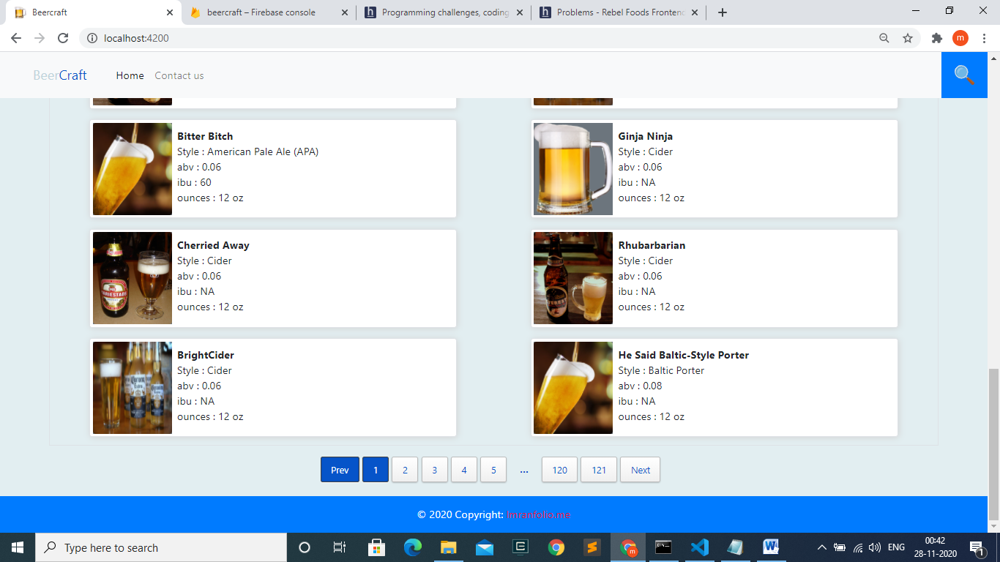 Beercraft
beercraft – Firebase console
Programming challenges, coding
Problems - Rebel Foods Frontend
localhost:4200
m
BeerCraft
Home
Contact us
Bitter Bitch
Style : American Pale Ale (APA)
abv : 0.06
ibu : 60
ounces : 12 oz
Ginja Ninja
Style : Cider
abv : 0.06
ibu : NA
ounces : 12 oz
Cherried Away
Style : Cider
abv : 0.06
ibu : NA
ounces : 12 oz
Rhubarbarian
Style : Cider
abv : 0.06
ibu : NA
ounces : 12 oz
BrightCider
Style : Cider
abv : 0.06
ibu : NA
ounces : 12 oz
He Said Baltic-Style Porter
Style : Baltic Porter
abv : 0.08
ibu : NA
ounces : 12 oz
Prev 1 2 3 4 5 ... 120 121 Next
© 2020 Copyright: Imranfolio.me
Type here to search
ENG
00:42
28-11-2020
1